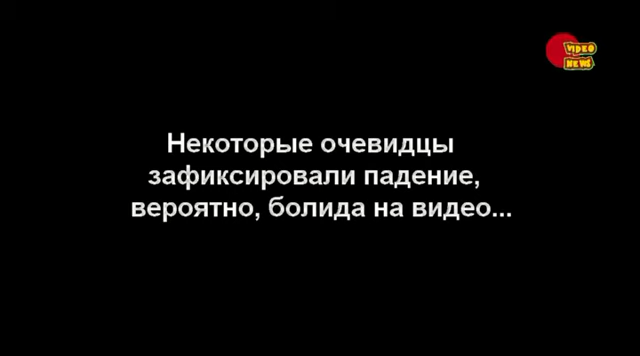 VIDEO
NEWS
Некоторые очевидцы
зафиксировали падение,
вероятно, болида на видео...